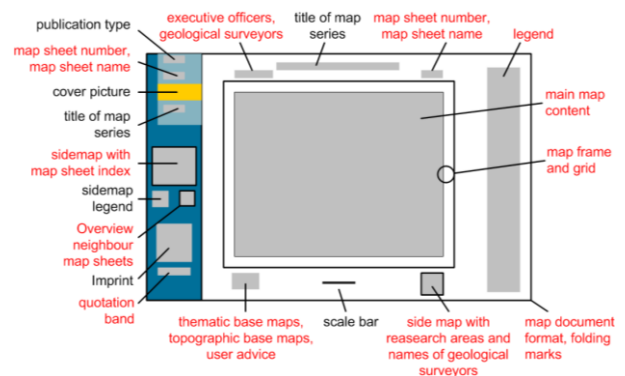 publication type
executive officers,
geological surveyors
title of map
series
map sheet number,
map sheet name
legend
map sheet number,
map sheet name
cover picture
title of map
series
sidemap with
map sheet index
sidemap
legend
Overview
neighbour
map sheets
Imprint
quotation
band
main map
content
map frame
and grid
thematic base maps,
topographic base maps,
user advice
scale bar
side map with
reasearch areas and
names of geological
surveyors
map document
format, folding
marks